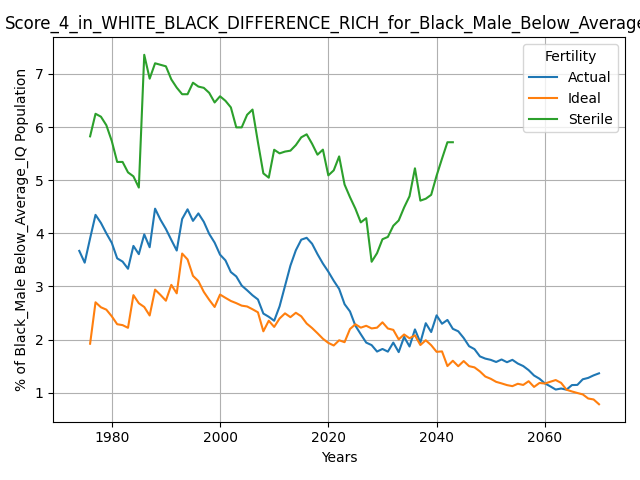 Score_4_in_WHITE_BLACK_DIFFERENCE_RICH_for_Black_Male_Below_Average
% of Black_Male Below_Average_IQ Population
7
6
5
4
3
2
1
Fertility
Actual
Ideal
Sterile
1980 2000 2020 2040 2060
Years